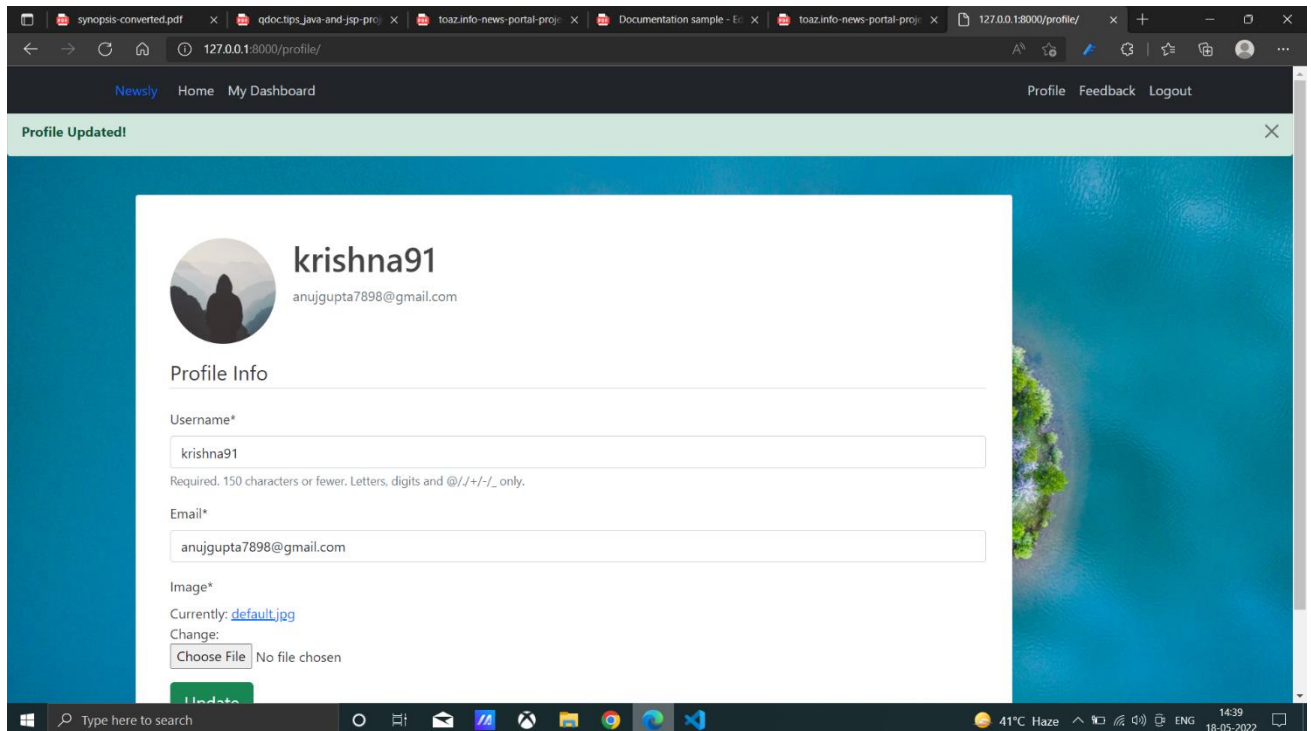 synopsis-converted.pdf
qdoc.tips_java-and-jsp-proj
toaz.info-news-portal-proje
Documentation sample - Ed
toaz.info-news-portal-proje
127.0.0.1:8000/profile/
127.0.0.1:8000/profile/
Newsly Home My Dashboard Profile Feedback Logout
Profile Updated!
krishna91
anujgupta7898@gmail.com
Profile Info
Username*
krishna91
Required. 150 characters or fewer. Letters, digits and @/./+/-/_ only.
Email*
anujgupta7898@gmail.com
Image*
Currently: default.jpg
Change:
Choose File No file chosen
Update
Type here to search
41°C Haze ENG 14:39
18-05-2022